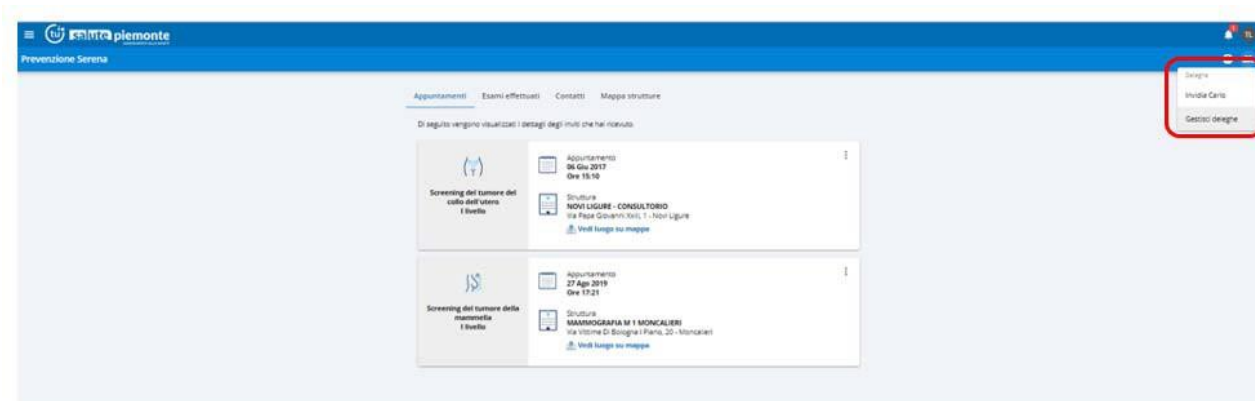 tu salute piemonte
1
TL
Prevenzione Serena
Delegra
Invidia Carlo
Gestisci deleghe
Appuntamenti Esami effettuati Contatti Mappa strutture
Di seguito vengono visualizzati i dettagli degli inviti che hai ricevuto.
Screening del tumore del
collo dell'utero
I livello
Appuntamento
06 Giu 2017
Ore 15:10
Struttura
NOVI LIGURE - CONSULTORIO
Via Papa Giovanni XxIii, 1 - Novi Ligure
Vedi luogo su mappa
Screening del tumore della
mammella
I livello
Appuntamento
27 Ago 2019
Ore 17:21
Struttura
MAMMOGRAFIA M 1 MONCALIERI
Via Vittime Di Bologna I Piano, 20 - Moncalieri
Vedi luogo su mappa